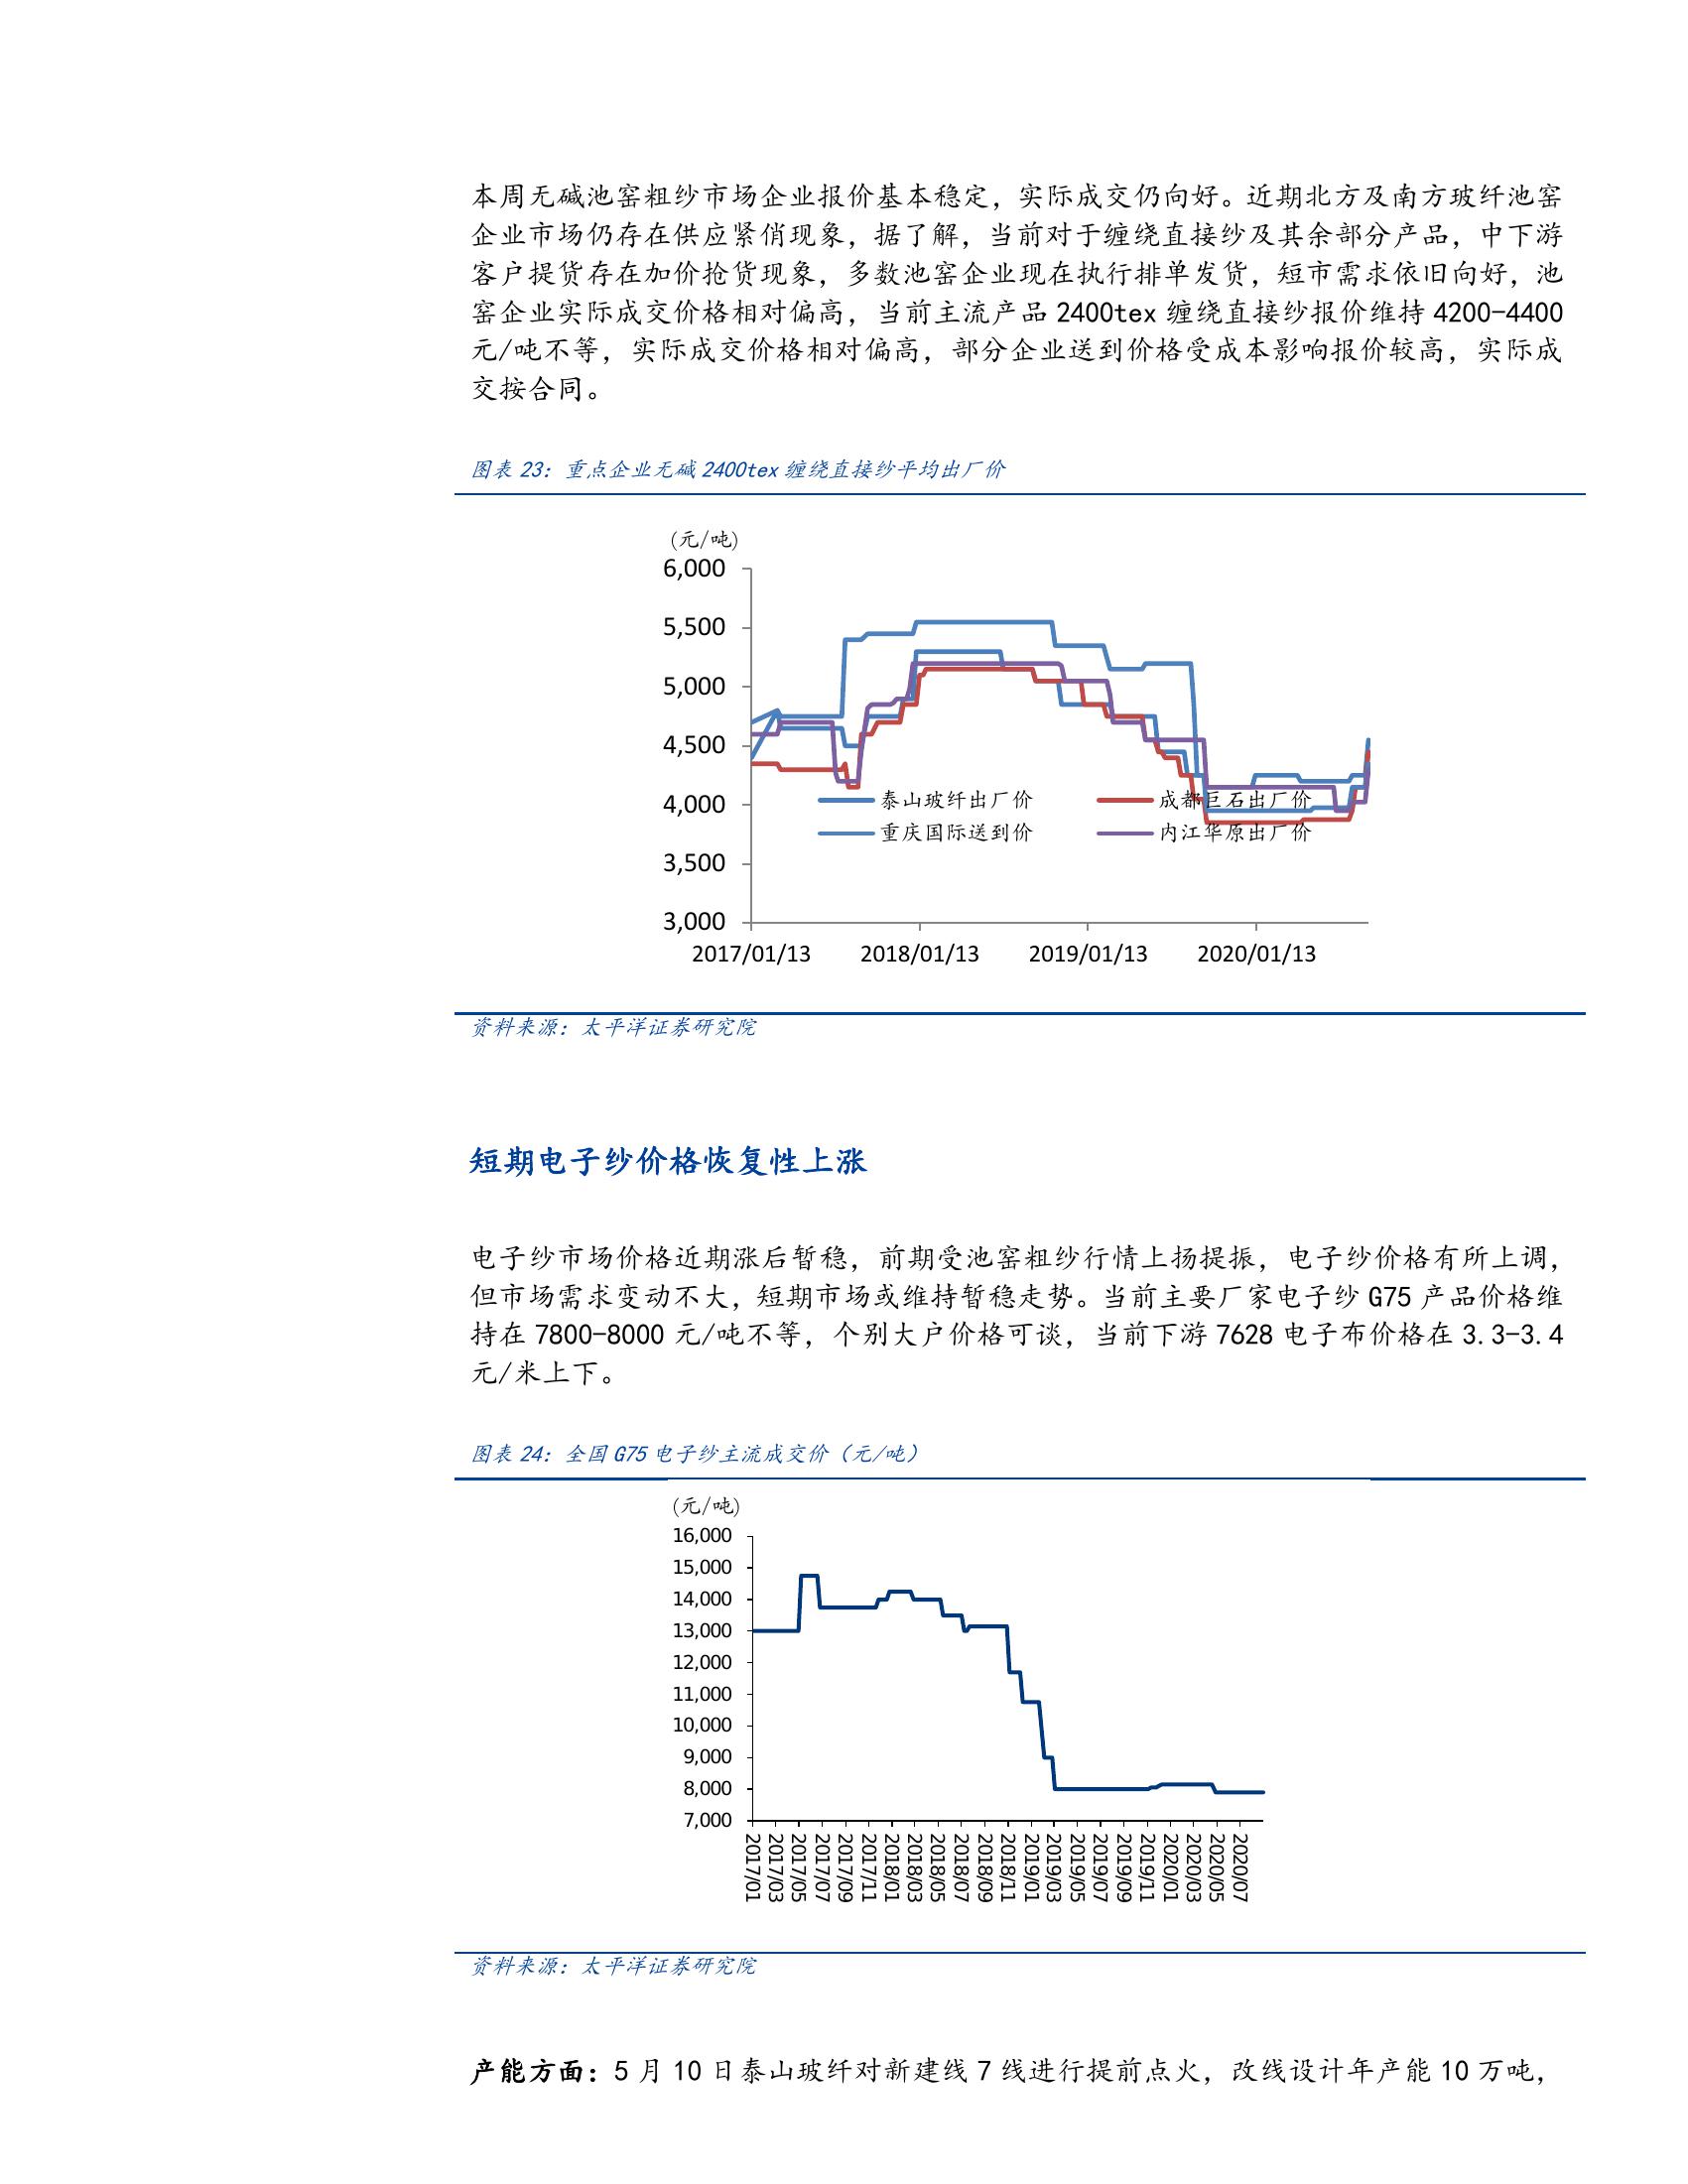 本周无碱池窑粗纱市场企业报价基本稳定，实际成交仍向好。近期北方及南方玻纤池窑
企业市场仍存在供应紧俏现象，据了解，当前对于缠绕直接纱及其余部分产品，中下游
客户提货存在加价抢货现象，多数池窑企业现在执行排单发货，短市需求依旧向好，池
窑企业实际成交价格相对偏高，当前主流产品 2400tex 缠绕直接纱报价维持 4200-4400
元/吨不等，实际成交价格相对偏高，部分企业送到价格受成本影响报价较高，实际成
交按合同。
图表 23：重点企业无碱 2400tex 缠绕直接纱平均出厂价
(元/吨)
6,000
5,500
5,000
4,500
4,000
3,500
3,000
泰山玻纤出厂价 成都巨石出厂价
重庆国际送到价 内江华原出厂价
2017/01/13 2018/01/13 2019/01/13 2020/01/13
资料来源：太平洋证券研究院
短期电子纱价格恢复性上涨
电子纱市场价格近期涨后暂稳，前期受池窑粗纱行情上扬提振，电子纱价格有所上调，
但市场需求变动不大，短期市场或维持暂稳走势。当前主要厂家电子纱 G75 产品价格维
持在 7800-8000 元/吨不等，个别大户价格可谈，当前下游 7628 电子布价格在 3.3-3.4
元/米上下。
图表 24：全国 G75 电子纱主流成交价（元/吨）
(元/吨)
16,000
15,000
14,000
13,000
12,000
11,000
10,000
9,000
8,000
7,000
2017/01
2017/03
2017/05
2017/07
2017/09
2017/11
2018/01
2018/03
2018/05
2018/07
2018/09
2018/11
2019/01
2019/03
2019/05
2019/07
2019/09
2019/11
2020/01
2020/03
2020/05
2020/07
资料来源：太平洋证券研究院
产能方面：5 月 10 日泰山玻纤对新建线 7 线进行提前点火，改线设计年产能 10 万吨，